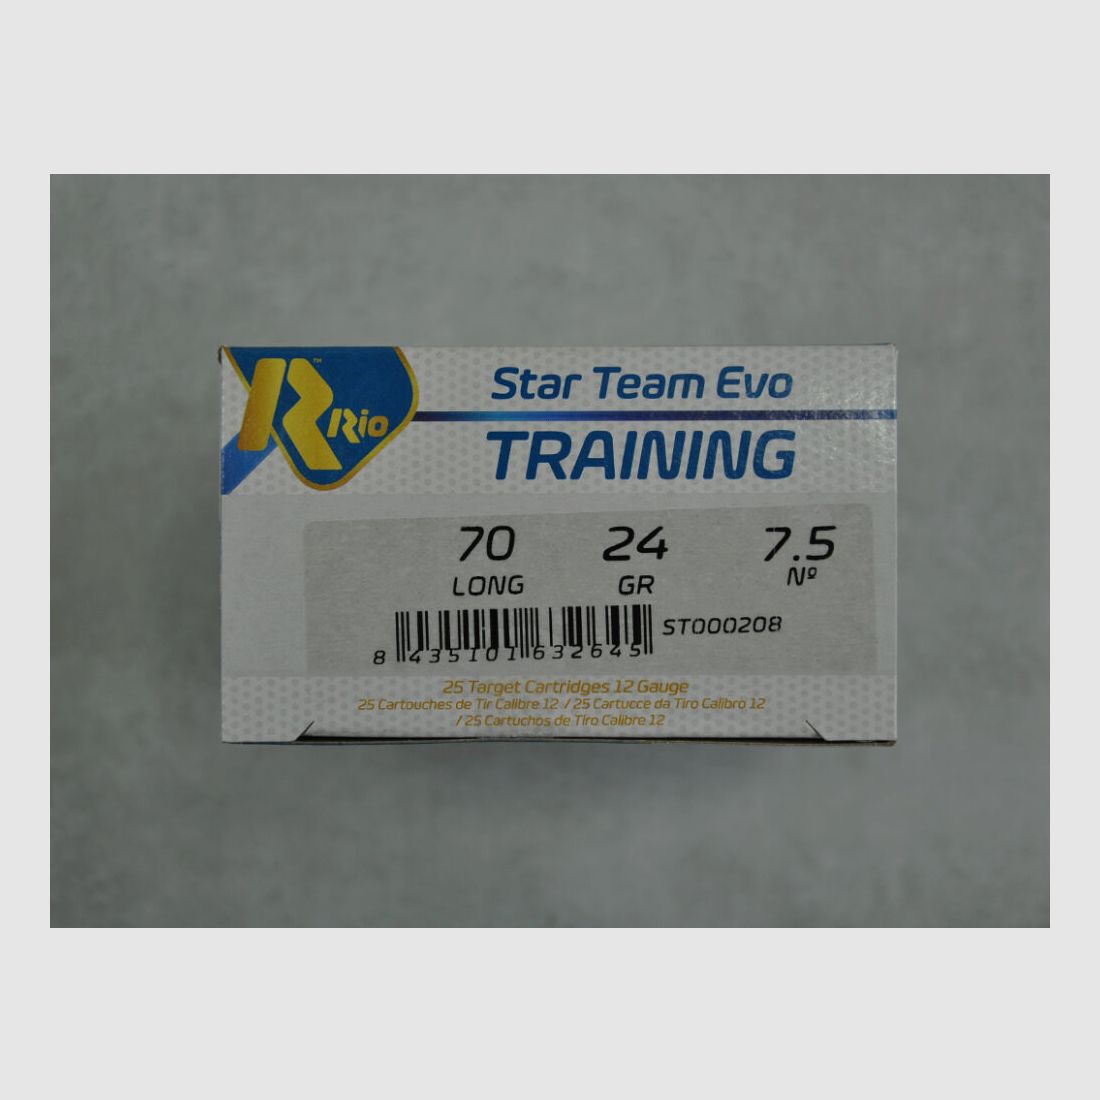 R™ Rio
Star Team Evo
TRAINING
70 24 7.5
LONG GR Nº
ST000208
8 435101 632645
25 Target Cartridges 12 Gauge
25 Cartouches de Tir Calibre 12 / 25 Cartucce da Tiro Calibro 12
/ 25 Cartuchos de Tiro Calibre 12